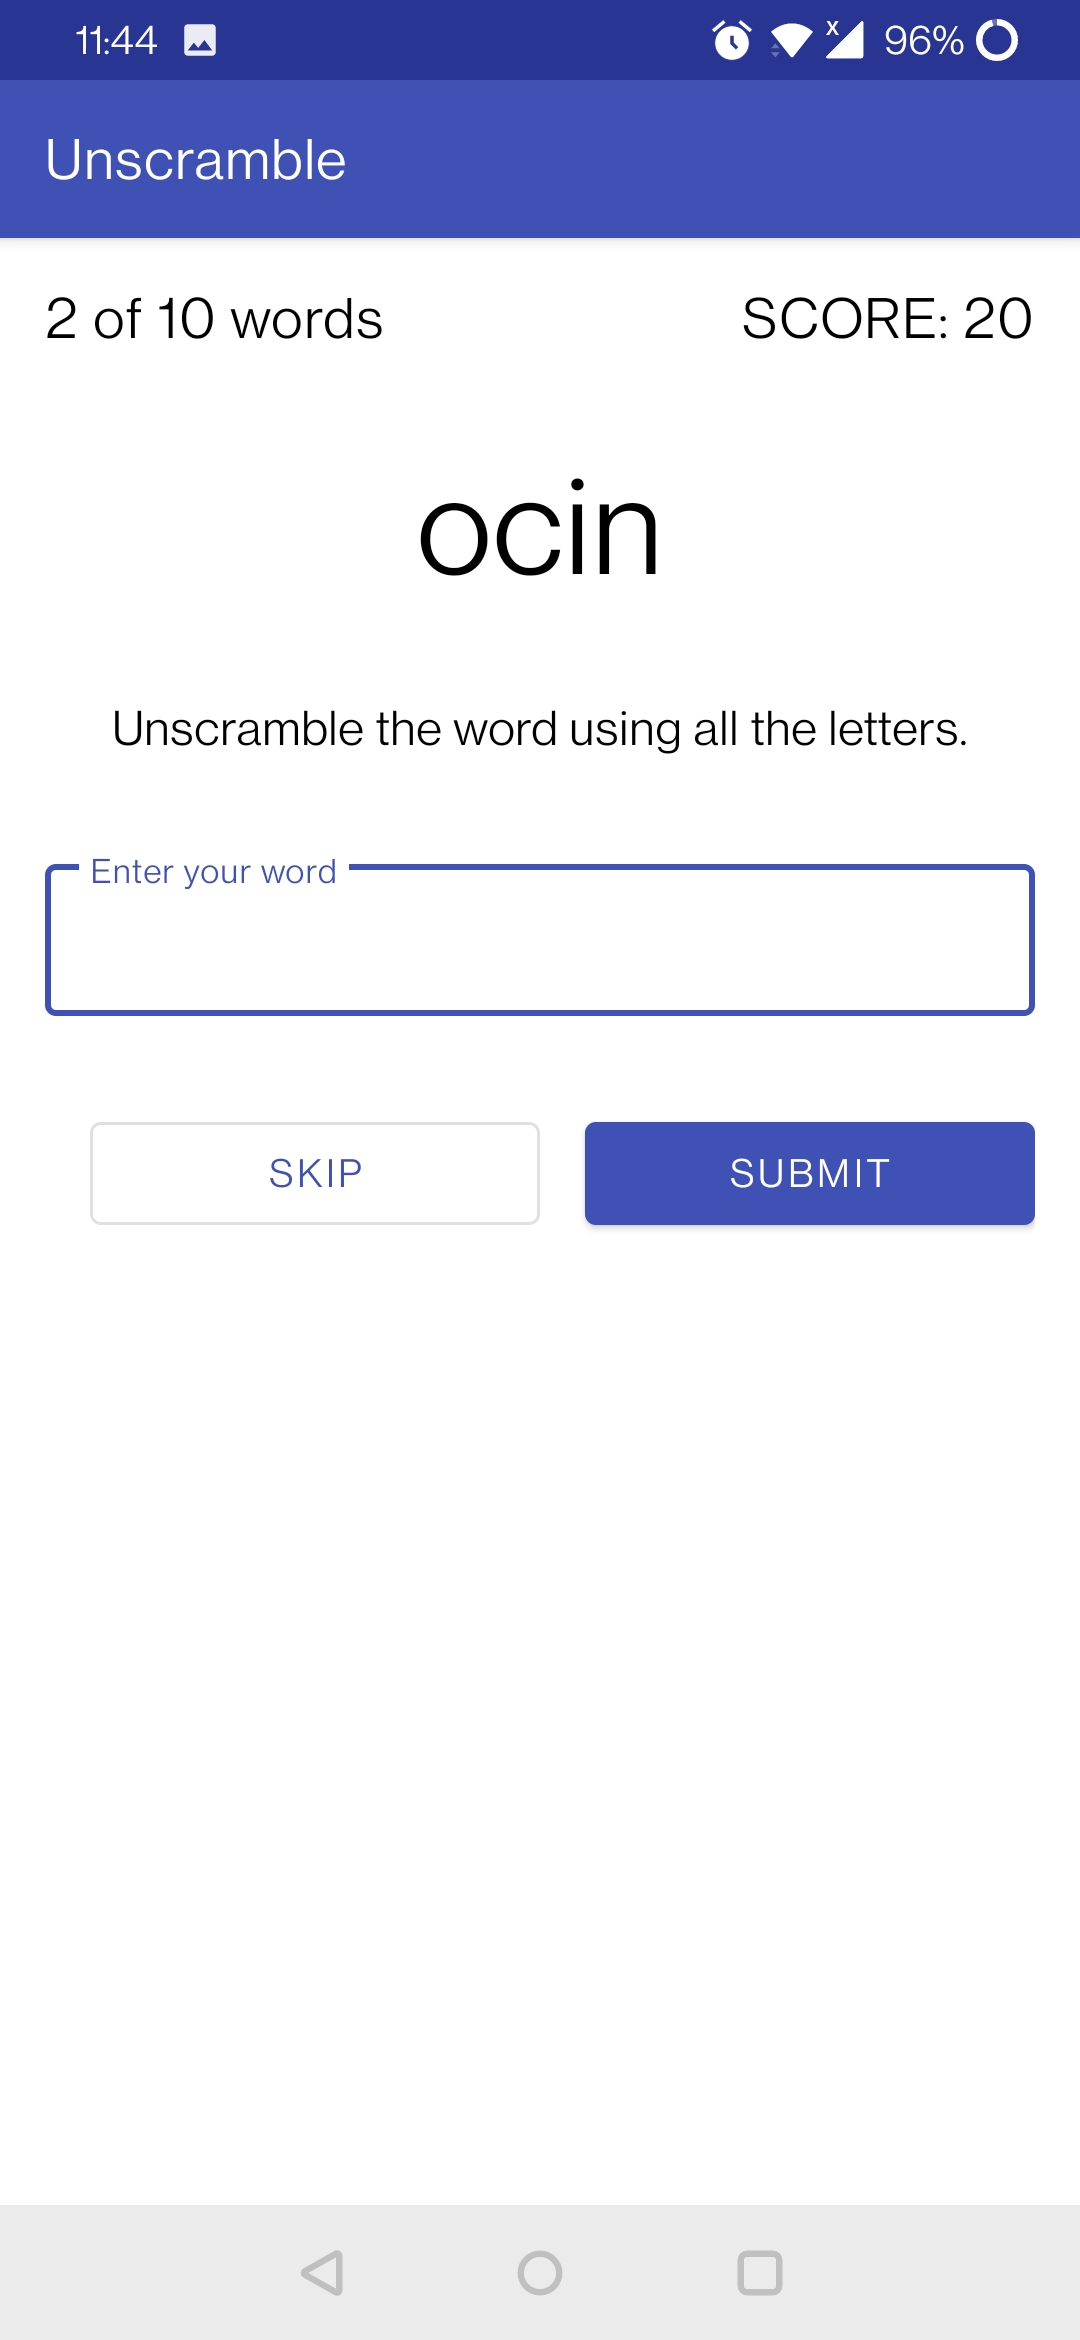 11:44 x 96%
Unscramble
2 of 10 words SCORE: 20
ocin
Unscramble the word using all the letters.
Enter your word
SKIP SUBMIT